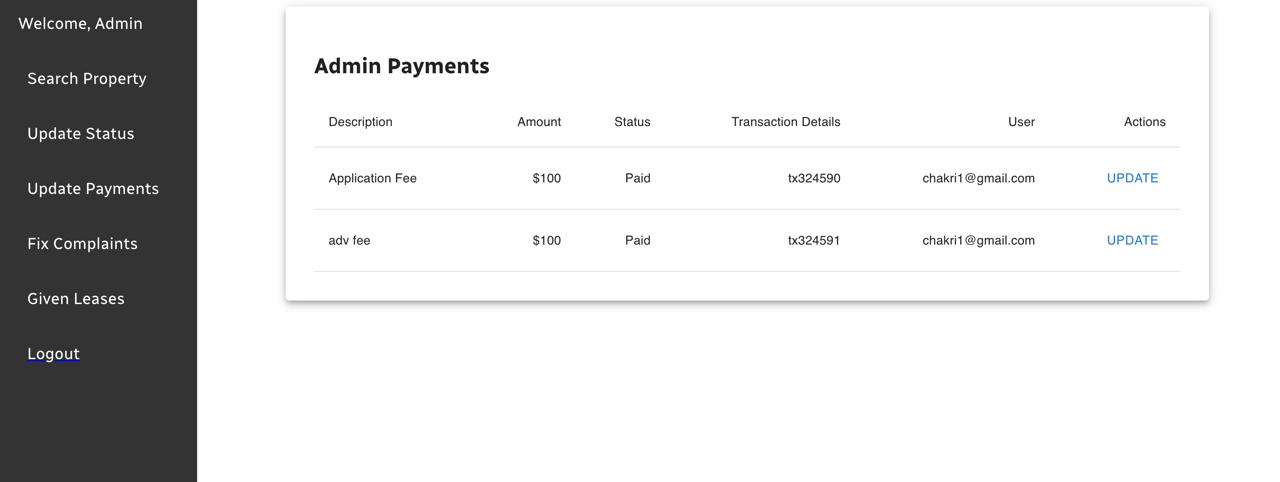 Welcome, Admin
Search Property
Update Status
Update Payments
Fix Complaints
Given Leases
Logout
Admin Payments
Description Amount Status Transaction Details User Actions
Application Fee $100 Paid tx324590 chakri1@gmail.com UPDATE
adv fee $100 Paid tx324591 chakri1@gmail.com UPDATE